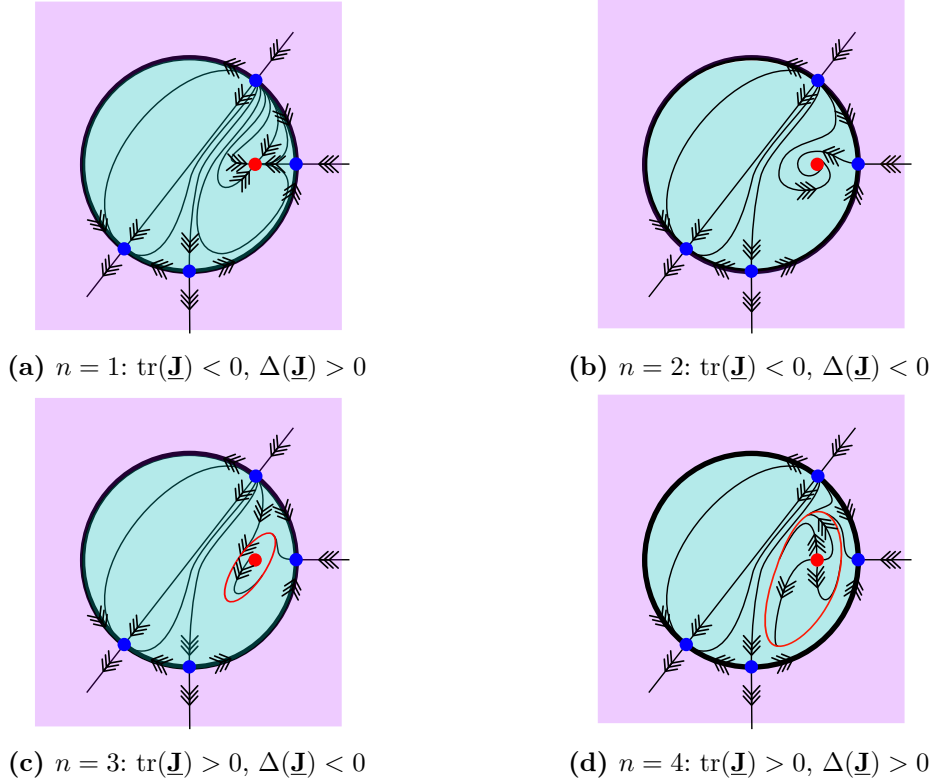 (a) n = 1: tr(J) < 0, Δ(J) > 0
(b) n = 2: tr(J) < 0, Δ(J) < 0
(c) n = 3: tr(J) > 0, Δ(J) < 0
(d) n = 4: tr(J) > 0, Δ(J) > 0